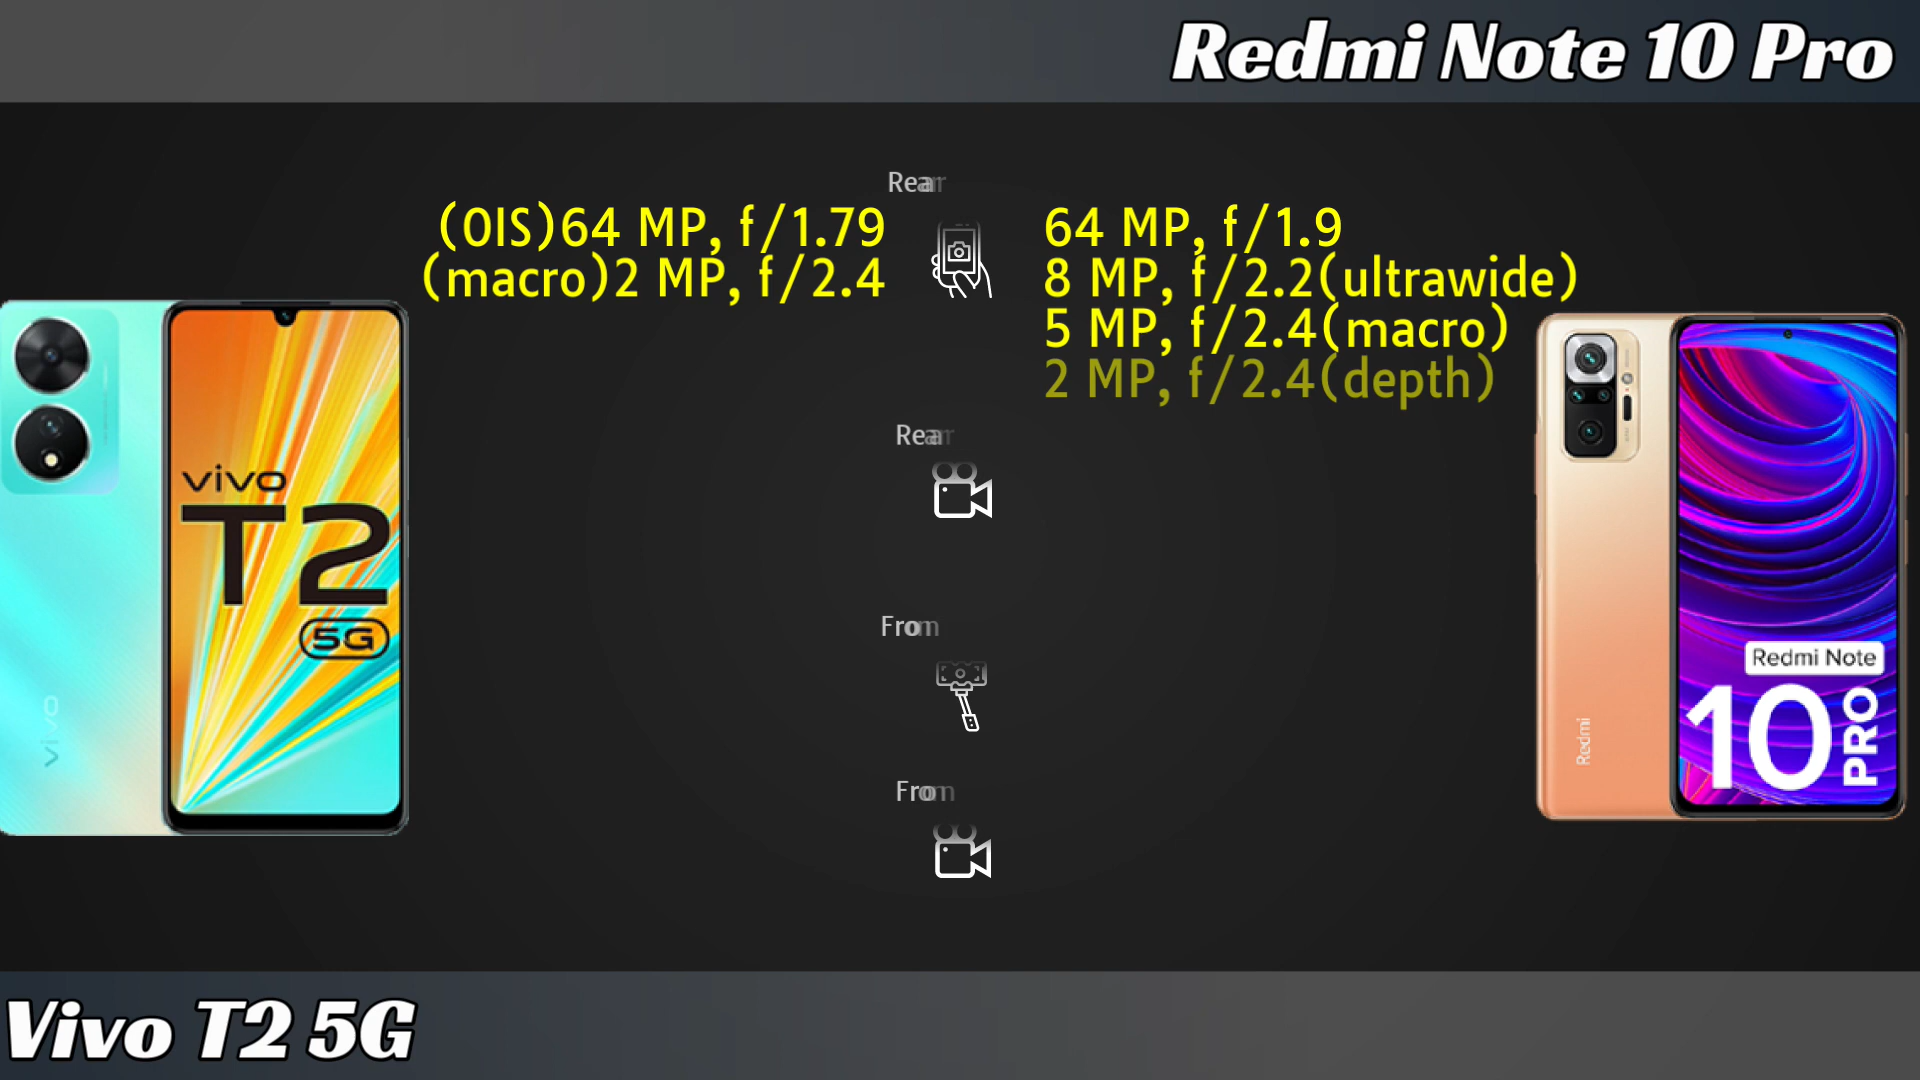 Redmi Note 10 Pro
Rear
(OIS)64 MP, f/1.79
(macro)2 MP, f/2.4
64 MP, f/1.9
8 MP, f/2.2(ultrawide)
5 MP, f/2.4(macro)
2 MP, f/2.4(depth)
Rear
Fron
Fron
vivo
T2
5G
vivo
Redmi
Redmi Note
10 PRO
Vivo T2 5G